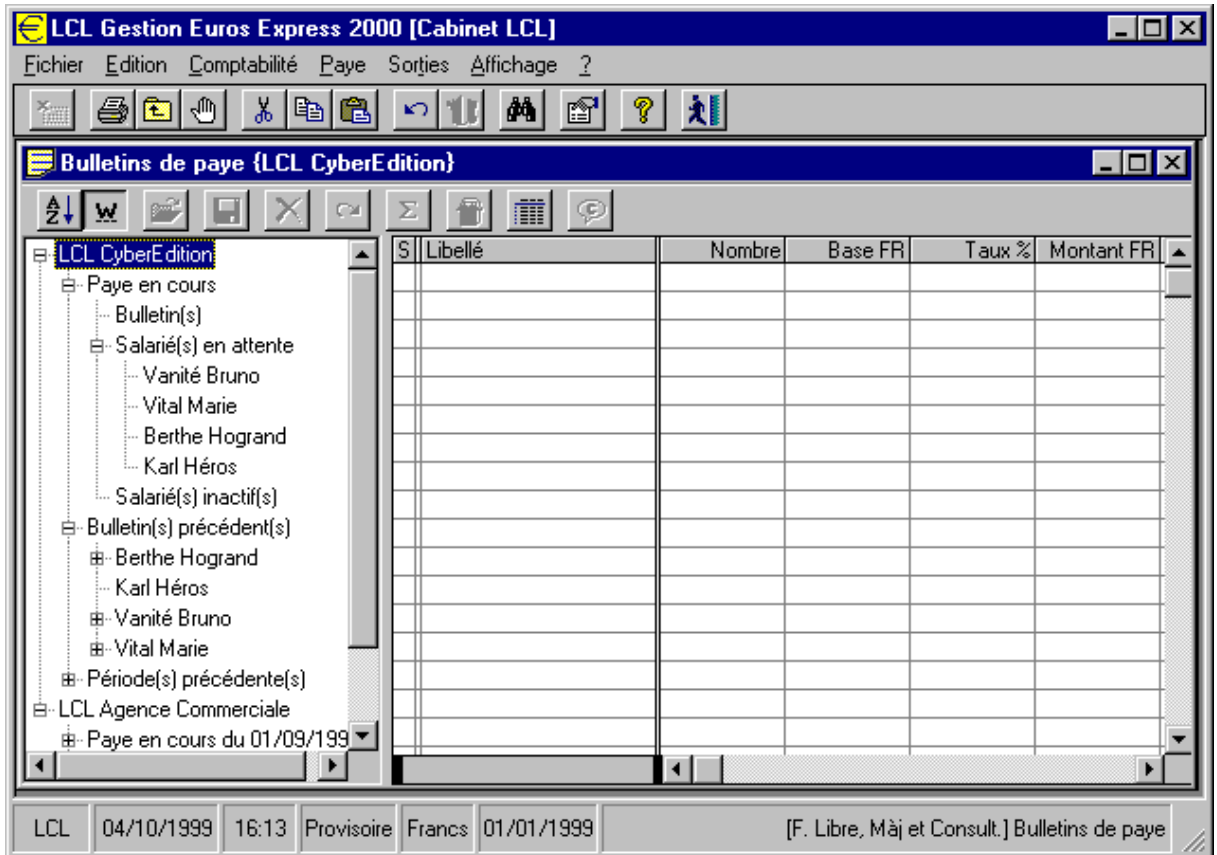 LCL Gestion Euros Express 2000 [Cabinet LCL]
Fichier Edition Comptabilité Paye Sorties Affichage ?
Bulletins de paye {LCL CyberEdition}
LCL CyberEdition
Paye en cours
Bulletin(s)
Salarié(s) en attente
Vanité Bruno
Vital Marie
Berthe Hogrand
Karl Héros
Salarié(s) inactif(s)
Bulletin(s) précédent(s)
Berthe Hogrand
Karl Héros
Vanité Bruno
Vital Marie
Période(s) précédente(s)
LCL Agence Commerciale
Paye en cours du 01/09/199
S Libellé Nombre Base FR Taux % Montant FR
LCL 04/10/1999 16:13 Provisoire Francs 01/01/1999 [F. Libre, Màj et Consult.] Bulletins de paye